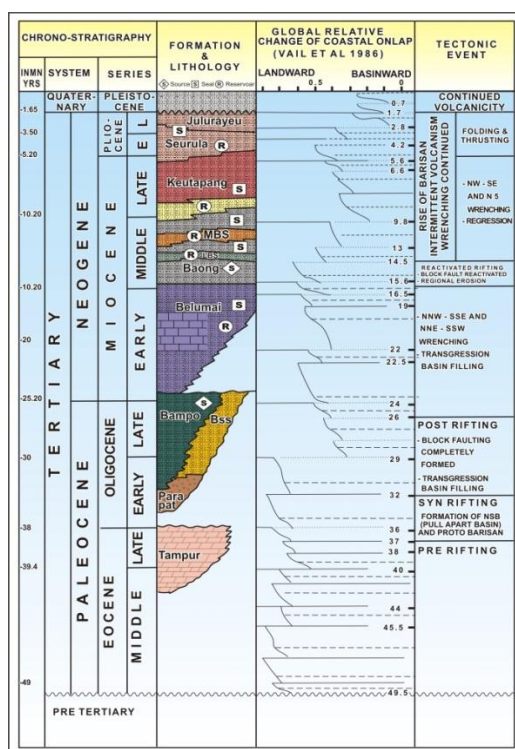 CHRONO-STRATIGRAPHY
INMN YRS
SYSTEM
SERIES
FORMATION & LITHOLOGY
S Source S Seal R Reservoar
GLOBAL RELATIVE CHANGE OF COASTAL ONLAP
(VAIL ET AL 1986)
LANDWARD
BASINWARD
0.5
0
TECTONIC EVENT
-1.65
-3.50
-5.20
-10.20
-10.20
-20
-25.20
-30
-38
-39.4
-49
QUATER-NARY
PLEISTO-CENE
TERTIARY
NEOGENE
PALEOCENE
PLIOCENE
L
E
MIOCENE
LATE
MIDDLE
EARLY
OLIGOCENE
LATE
EARLY
EOCENE
LATE
MIDDLE
PRE TERTIARY
Julurayeu
S
Seurula
R
Keutapang
S
R
S
R
MBS
S
R
Baong
S
Belumai
S
R
Bampo
S
Bss
Parapat
Tampur
0.7
1.7
2.8
4.2
5.6
6.6
9.8
13
14.5
15.6
16.5
19
22
22.5
24
26
29
32
36
37
38
40
44
45.5
49.5
CONTINUED VOLCANICITY
RISE OF BARISAN
INTERMITTENT VOLCANISM
WRENCHING CONTINUED
FOLDING & THRUSTING
- NW - SE
AND N 5
WRENCHING
- REGRESSION
REACTIVATED RIFTING
- BLOCK FAULT REACTIVATED
- REGIONAL EROSION
- NNW - SSE AND
NNE - SSW
WRENCHING
- TRANSGRESSION
BASIN FILLING
POST RIFTING
- BLOCK FAULTING
COMPLETELY
FORMED
- TRANSGRESSION
BASIN FILLING
SYN RIFTING
FORMATION OF NSB
(PULL APART BASIN)
AND PROTO BARISAN
PRE RIFTING